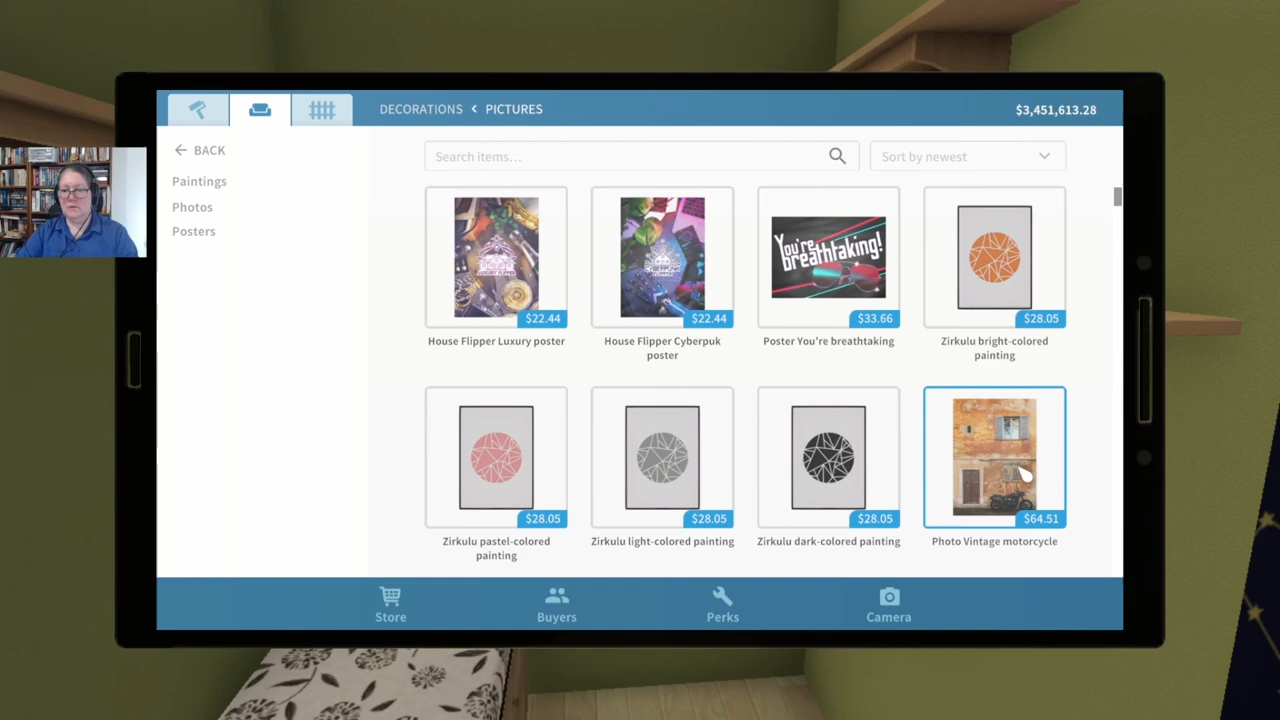 DECORATIONS < PICTURES
$3,451,613.28
BACK
Paintings
Photos
Posters
Search items...
Sort by newest
LUXURY FLIPPER
You're
breathtaking!
$22.44
$22.44
$33.66
$28.05
House Flipper Luxury poster
House Flipper Cyberpuk
poster
Poster You're breathtaking
Zirkulu bright-colored
painting
$28.05
$28.05
$28.05
$64.51
Zirkulu pastel-colored
painting
Zirkulu light-colored painting
Zirkulu dark-colored painting
Photo Vintage motorcycle
Store
Buyers
Perks
Camera